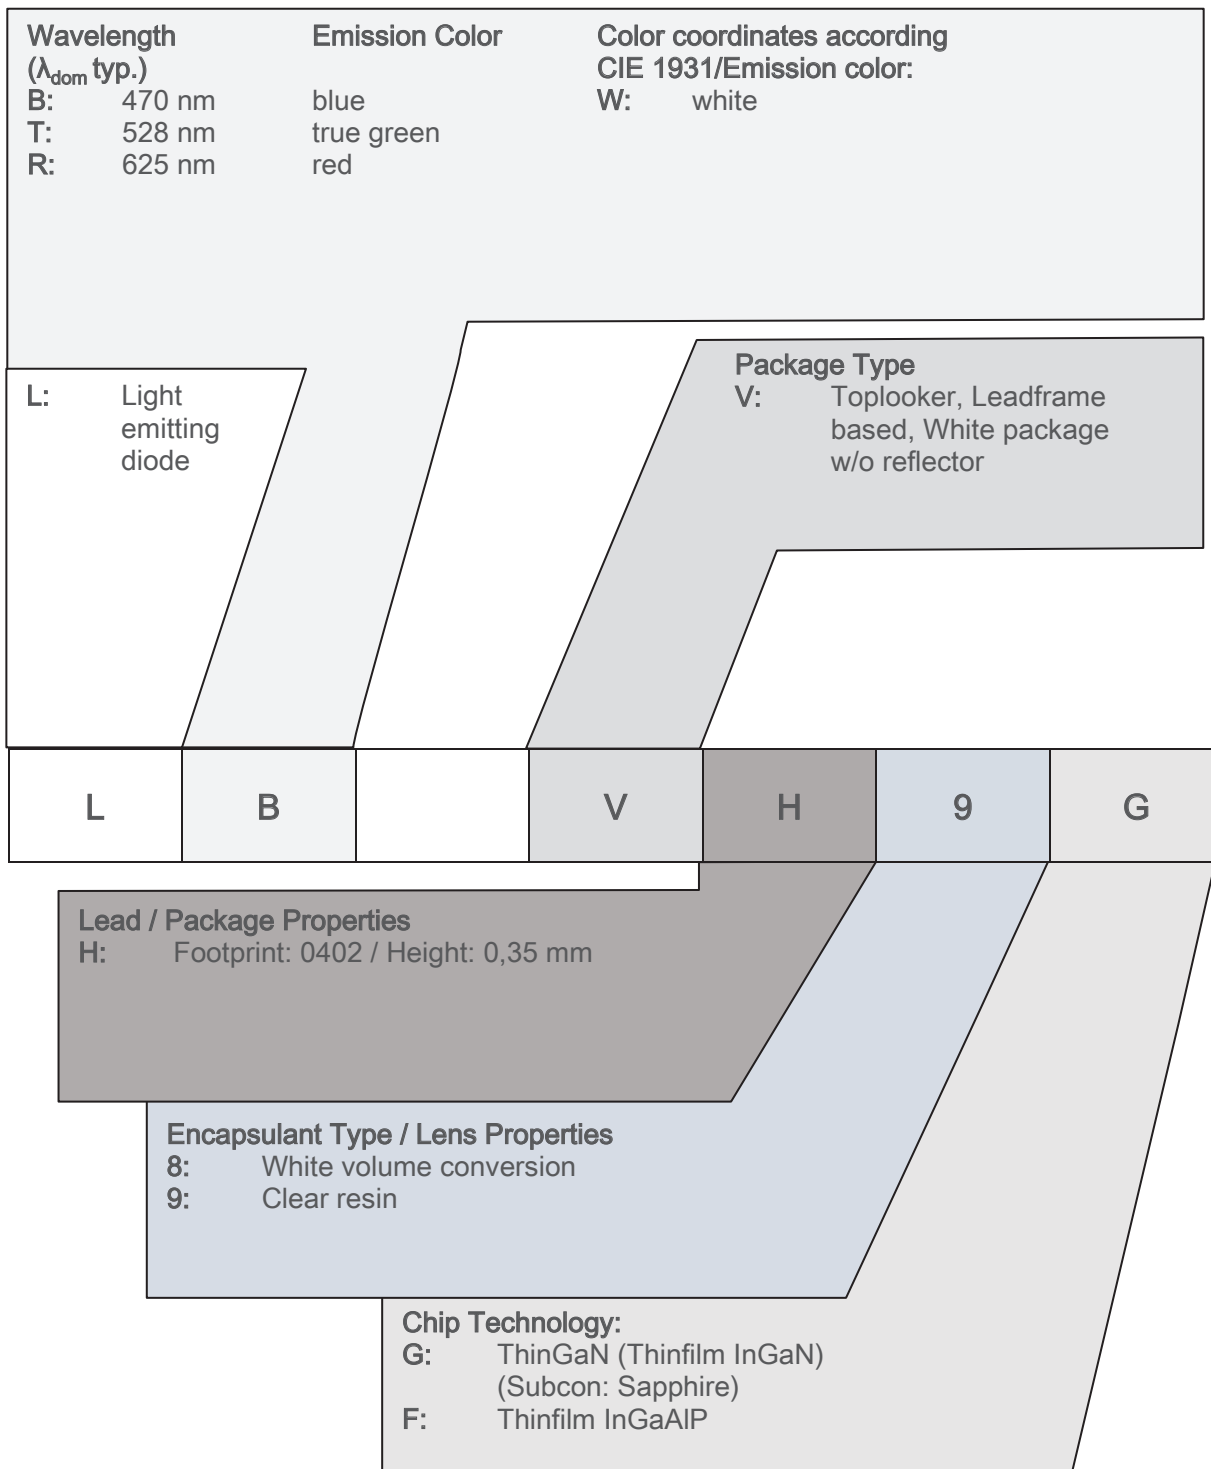 Wavelength Emission Color Color coordinates according
(λdom typ.) CIE 1931/Emission color:
B: 470 nm blue W: white
T: 528 nm true green
R: 625 nm red
Package Type
L: Light V: Toplooker, Leadframe
emitting based, White package
diode w/o reflector
L B V H 9 G
Lead / Package Properties
H: Footprint: 0402 / Height: 0,35 mm
Encapsulant Type / Lens Properties
8: White volume conversion
9: Clear resin
Chip Technology:
G: ThinGaN (Thinfilm InGaN)
(Subcon: Sapphire)
F: Thinfilm InGaAlP